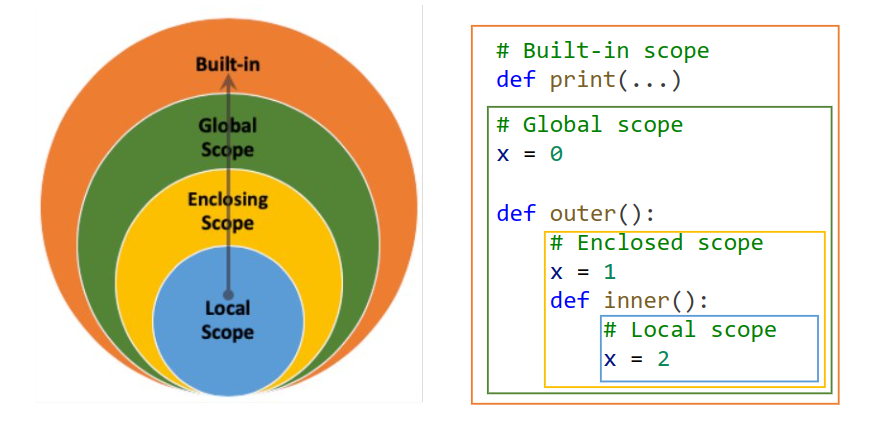 Built-in
Global
Scope
Enclosing
Scope
Local
Scope
# Built-in scope
def print(...)
# Global scope
x = 0
def outer():
# Enclosed scope
x = 1
def inner():
# Local scope
x = 2